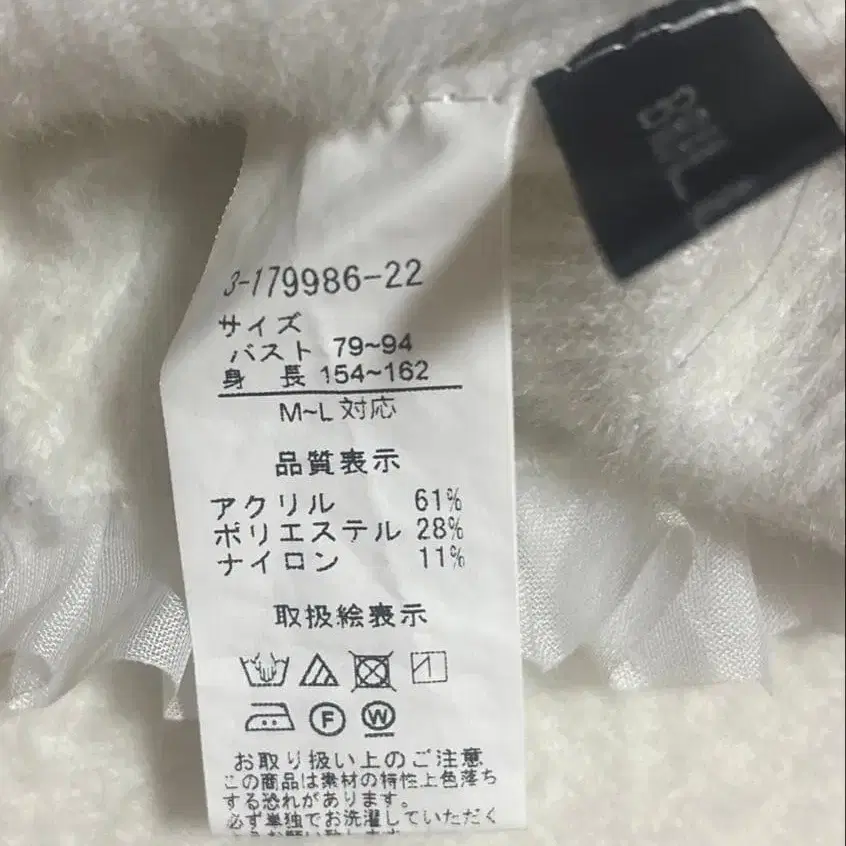 3-179986-22
サイズ
バスト 79~94
身 長 154~162
M~L 対応
品質表示
アクリル 61%
ポリエステル 28%
ナイロン 11%
取扱絵表示
F W
お取り扱い上のご注意
この商品は素材の特性上色落ち
する恐れがあります。
必ず単独でお洗濯していただく